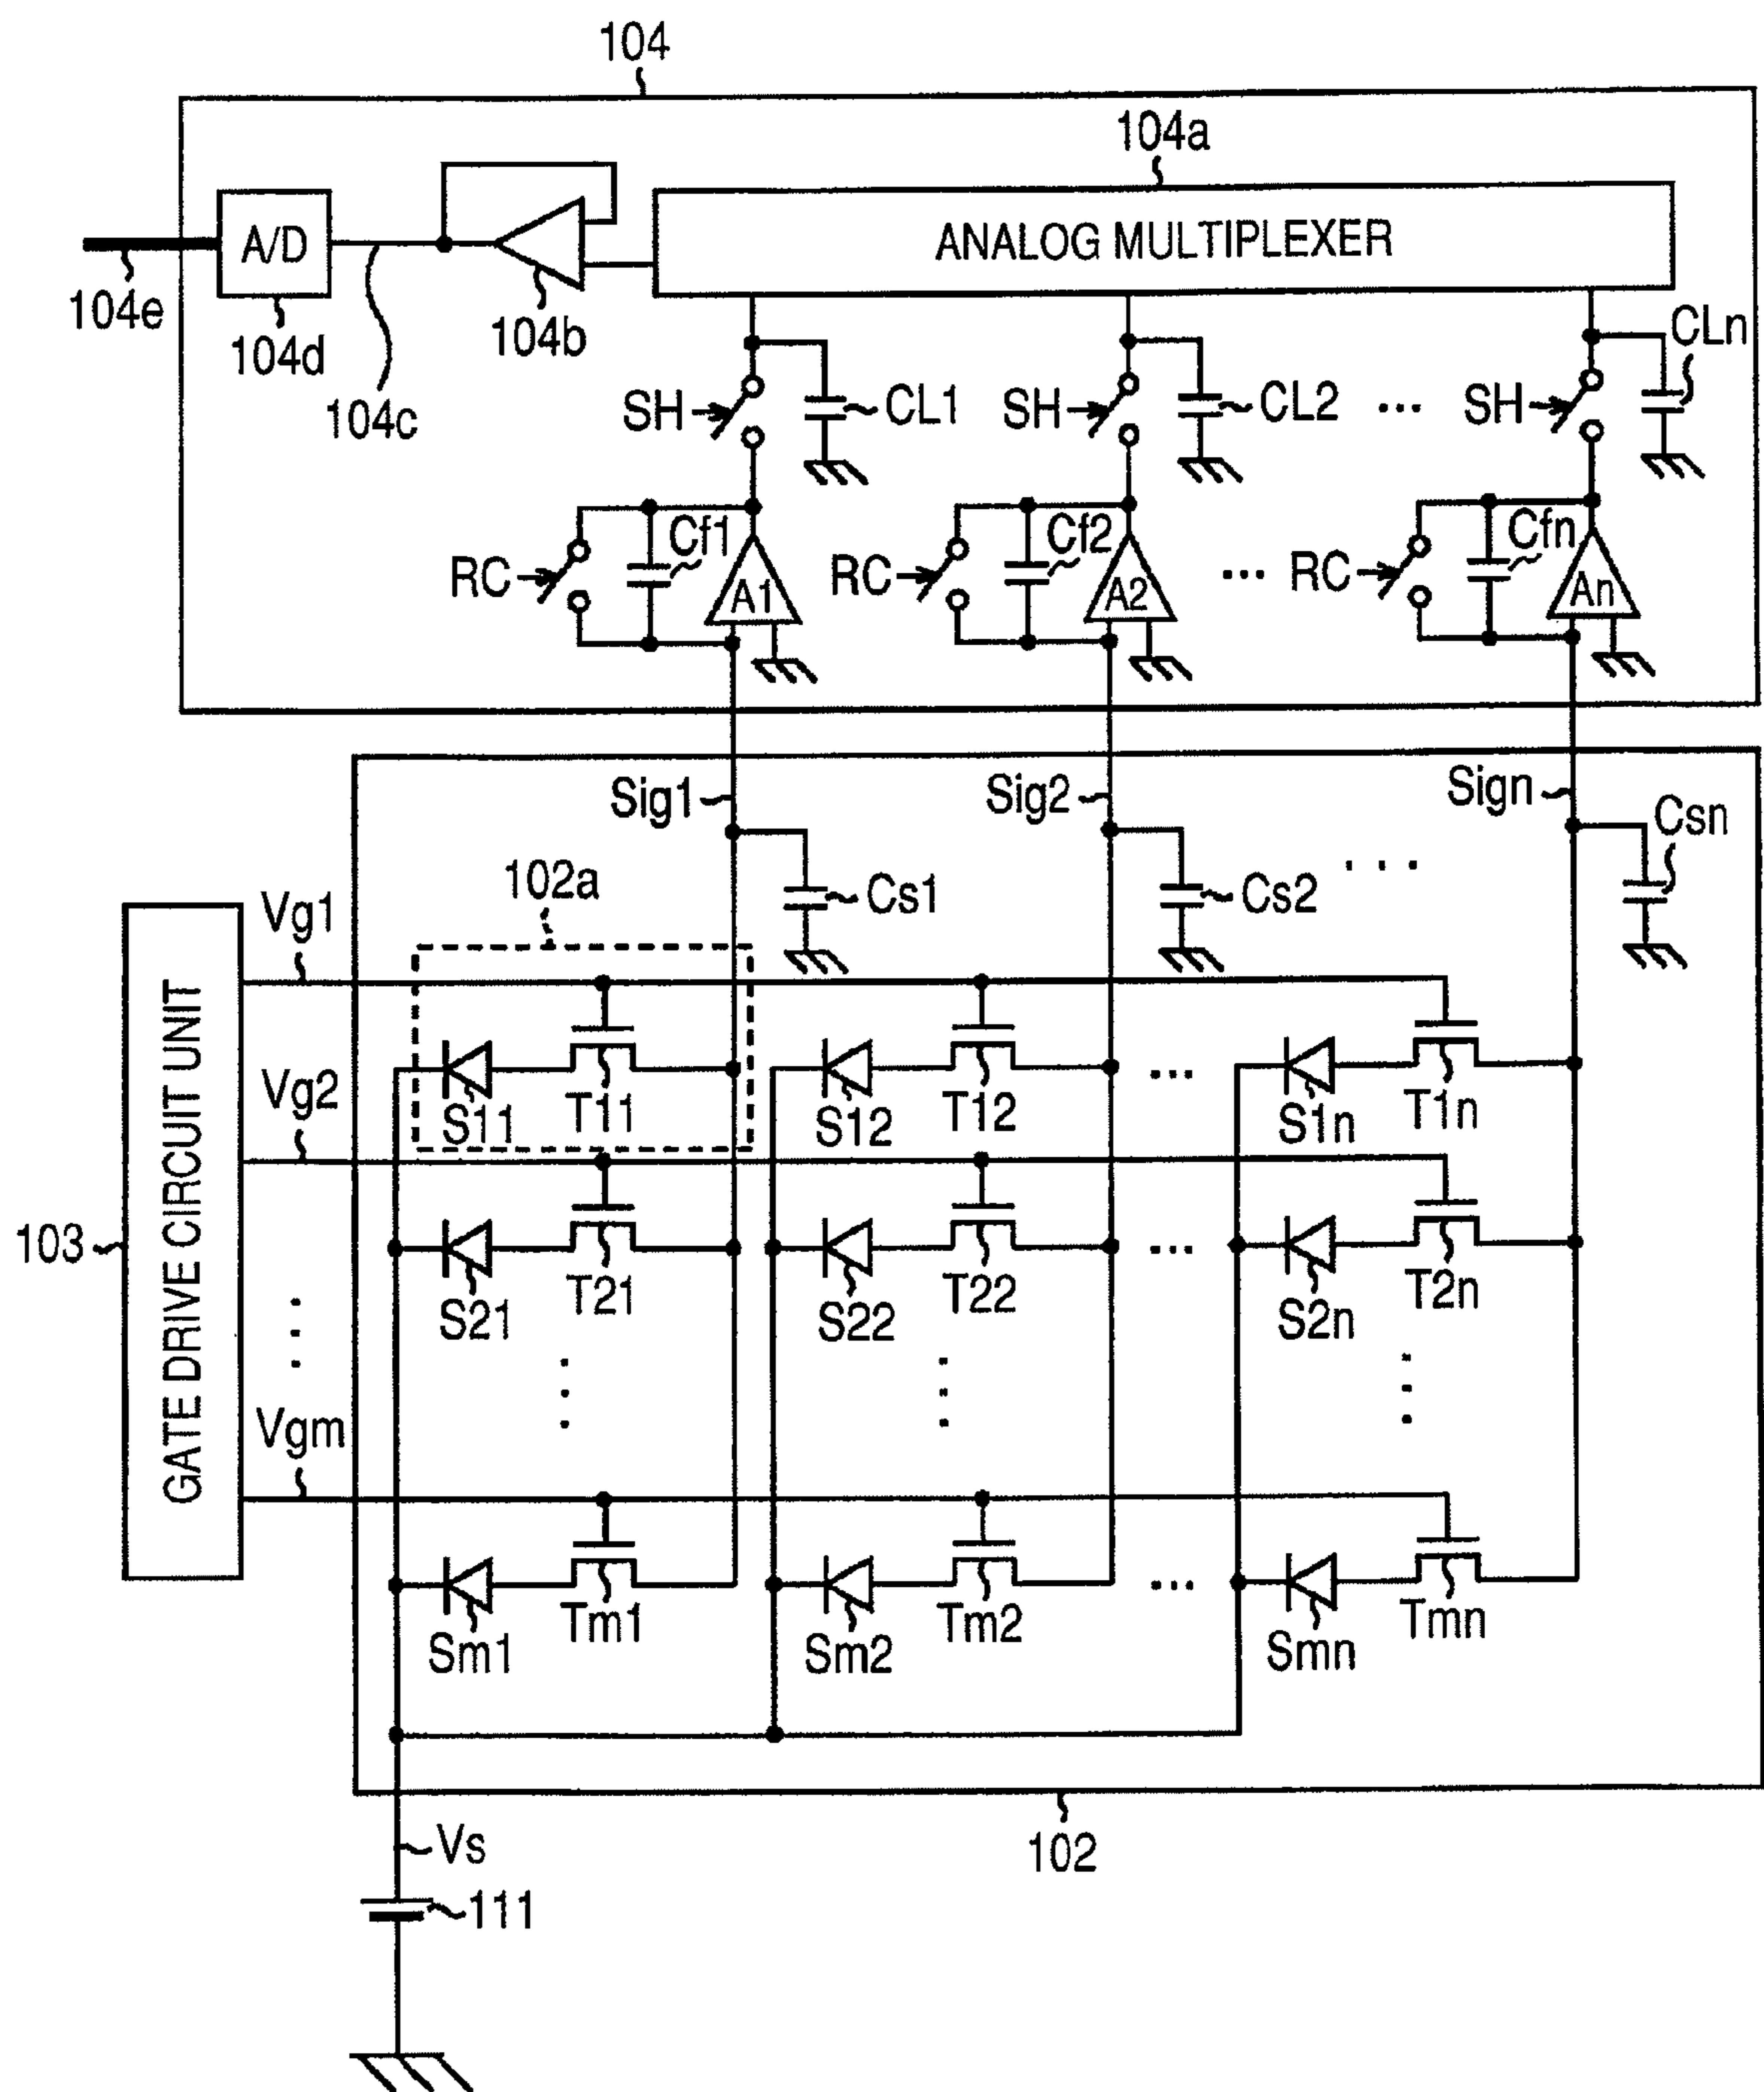 104
104a
ANALOG MULTIPLEXER
A/D
104e
104d
104c
104b
SH
CL1
SH
CL2
...
SH
CLn
RC
Cf1
A1
RC
Cf2
A2
...
RC
Cfn
An
Sig1
Sig2
Sign
102a
Cs1
Cs2
...
Csn
Vg1
S11
T11
S12
T12
...
S1n
T1n
Vg2
103
GATE DRIVE CIRCUIT UNIT
S21
T21
S22
T22
...
S2n
T2n
Vgm
Sm1
Tm1
Sm2
Tm2
...
Smn
Tmn
102
Vs
111